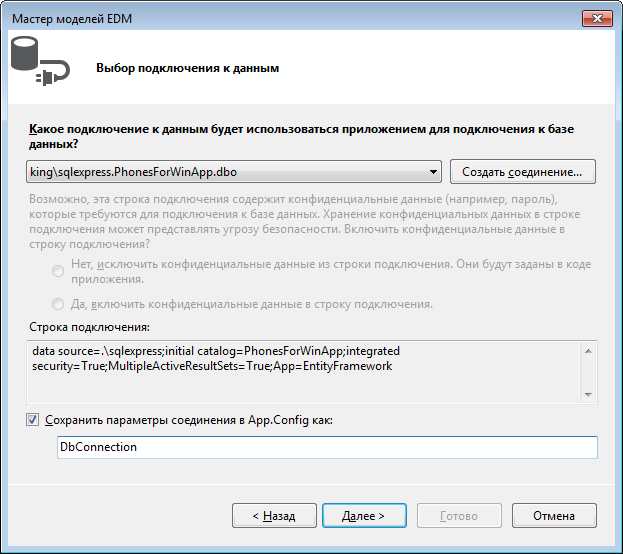 Мастер моделей EDM
Выбор подключения к данным
Какое подключение к данным будет использоваться приложением для подключения к базе
данных?
king\sqlexpress.PhonesForWinApp.dbo
Создать соединение...
Возможно, эта строка подключения содержит конфиденциальные данные (например, пароль),
которые требуются для подключения к базе данных. Хранение конфиденциальных данных в строке
подключения может представлять угрозу безопасности. Включить конфиденциальные данные в
строку подключения?
Нет, исключить конфиденциальные данные из строки подключения. Они будут заданы в коде
приложения.
Да, включить конфиденциальные данные в строку подключения.
Строка подключения:
data source=.\sqlexpress;initial catalog=PhonesForWinApp;integrated
security=True;MultipleActiveResultSets=True;App=EntityFramework
Сохранить параметры соединения в App.Config как:
DbConnection
< Назад
Далее >
Готово
Отмена